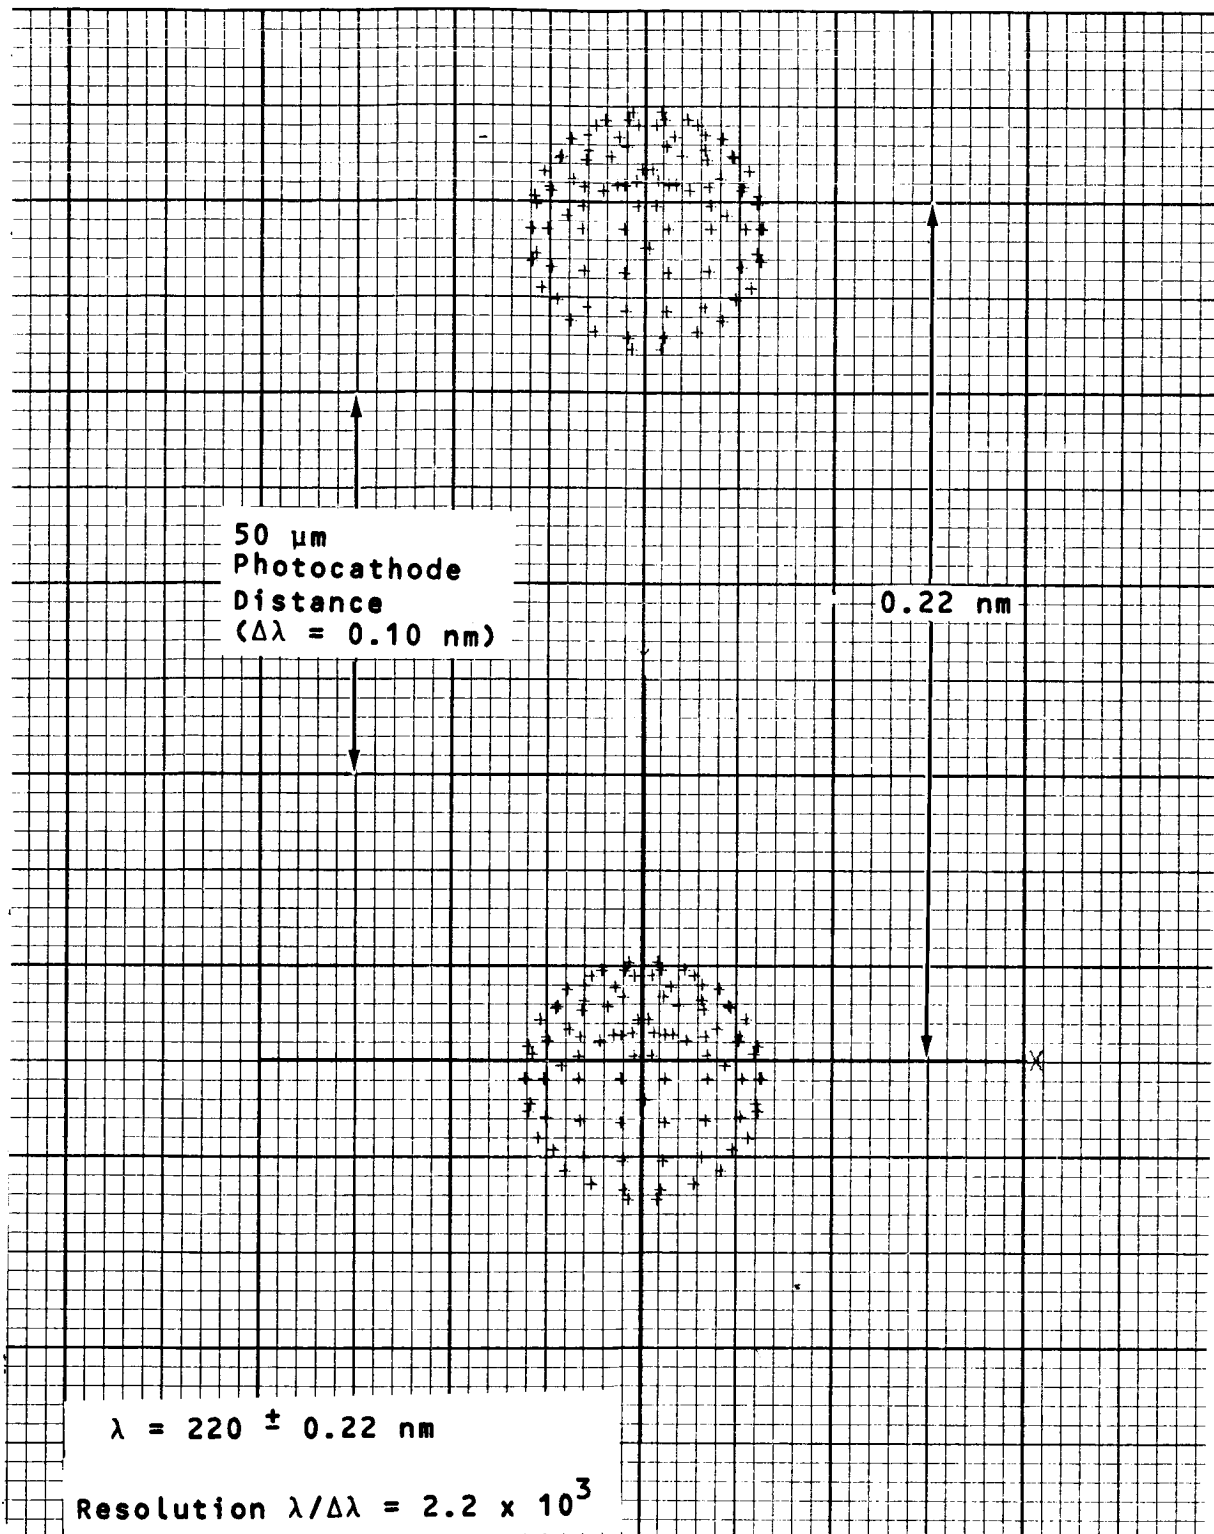 50 μm
Photocathode
Distance
(Δλ = 0.10 nm)
0.22 nm
X
λ = 220 ± 0.22 nm
Resolution λ/Δλ = 2.2 x 10³